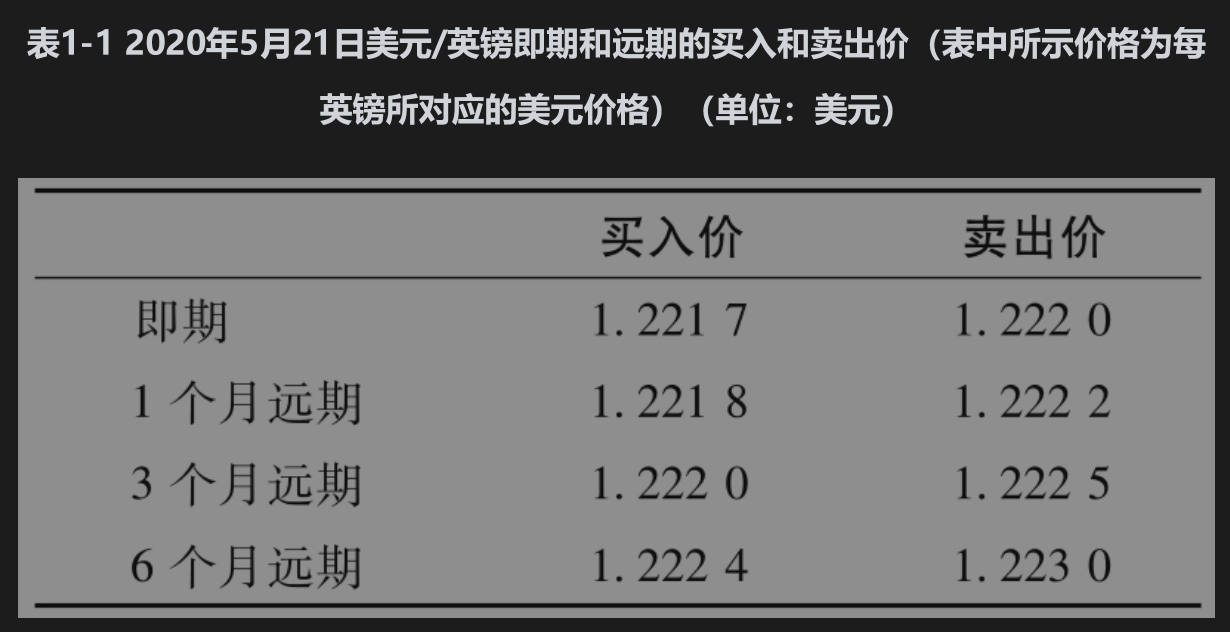 表1-1 2020年5月21日美元/英镑即期和远期的买入和卖出价（表中所示价格为每
英镑所对应的美元价格）（单位：美元）
买入价 卖出价
即期 1. 221 7 1. 222 0
1 个月远期 1. 221 8 1. 222 2
3 个月远期 1. 222 0 1. 222 5
6 个月远期 1. 222 4 1. 223 0